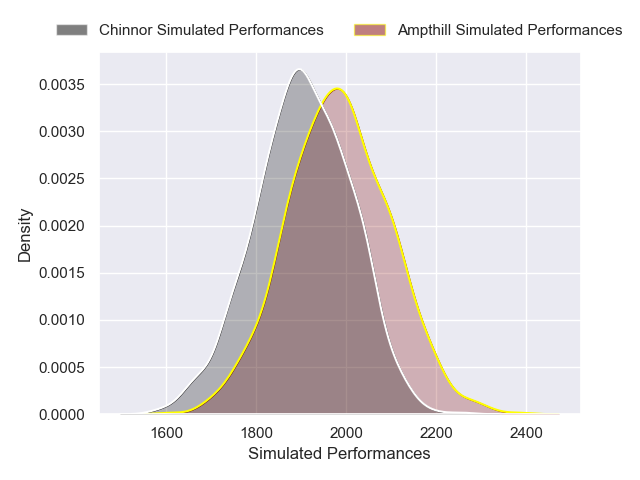 Chinnor Simulated Performances Ampthill Simulated Performances
0.0035
0.0030
0.0025
0.0020
0.0015
0.0010
0.0005
0.0000
Density
1600 1800 2000 2200 2400
Simulated Performances